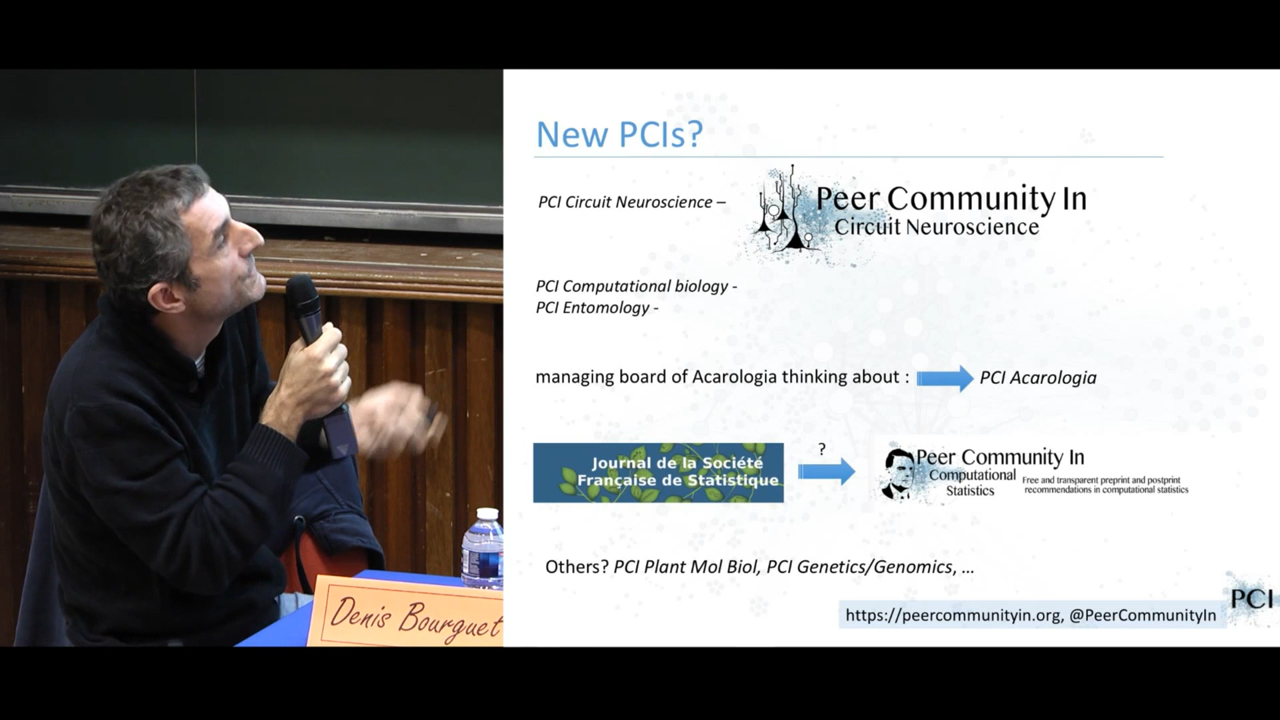 New PCIs?
PCI Circuit Neuroscience –
Peer Community In
Circuit Neuroscience
PCI Computational biology -
PCI Entomology -
managing board of Acarologia thinking about :
PCI Acarologia
Journal de la Société
Française de Statistique
?
Peer Community In
Computational
Statistics
Free and transparent preprint and postprint
recommendations in computational statistics
Others? PCI Plant Mol Biol, PCI Genetics/Genomics, …
https://peercommunityin.org, @PeerCommunityIn
PCI
Denis Bourguet